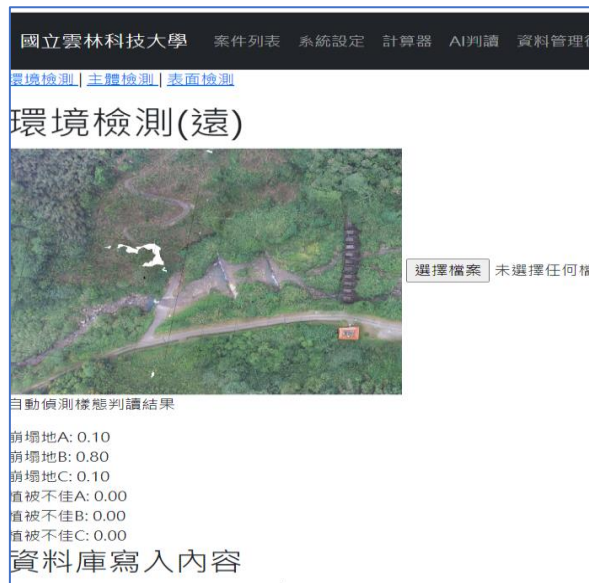 國立雲林科技大學 案件列表 系統設定 計算器 AI判讀 資料管理
環境檢測 | 主體檢測 | 表面檢測
環境檢測(遠)
選擇檔案 未選擇任何檔
自動偵測樣態判讀結果
崩塌地A: 0.10
崩塌地B: 0.80
崩塌地C: 0.10
植被不佳A: 0.00
植被不佳B: 0.00
植被不佳C: 0.00
資料庫寫入內容